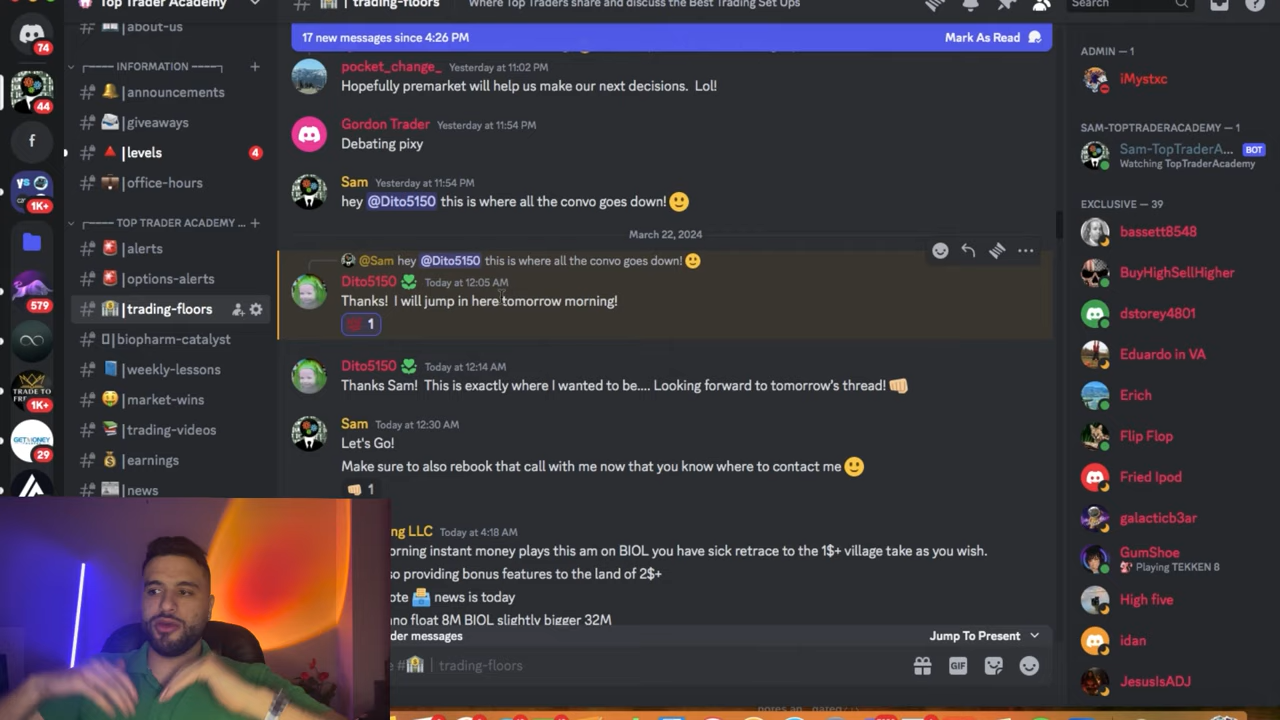 Top Trader Academy
| trading-floors
Where Top Traders share and discuss the Best Trading Set Ups
Search
74
44
f
1K+
579
TRADE TO
1K+
GETMONEY
29
| about-us
INFORMATION
| announcements
| giveaways
| levels
4
| office-hours
TOP TRADER ACADEMY ...
| alerts
| options-alerts
| trading-floors
| biopharm-catalyst
| weekly-lessons
| market-wins
| trading-videos
| earnings
| news
17 new messages since 4:26 PM
Mark As Read
pocket_change_ Yesterday at 11:02 PM
Hopefully premarket will help us make our next decisions. Lol!
Gordon Trader Yesterday at 11:54 PM
Debating pixy
Sam Yesterday at 11:54 PM
hey @Dito5150 this is where all the convo goes down! 🙂
March 22, 2024
@Sam hey @Dito5150 this is where all the convo goes down! 🙂
Dito5150 Today at 12:05 AM
Thanks! I will jump in here tomorrow morning!
1
Dito5150 Today at 12:14 AM
Thanks Sam! This is exactly where I wanted to be.... Looking forward to tomorrow's thread! 👊🏼
Sam Today at 12:30 AM
Let's Go!
Make sure to also rebook that call with me now that you know where to contact me 🙂
👊🏼 1
ng LLC Today at 4:18 AM
orning instant money plays this am on BIOL you have sick retrace to the 1$+ village take as you wish.
so providing bonus features to the land of 2$+
ote 📥 news is today
ano float 8M BIOL slightly bigger 32M
der messages
Jump To Present
#| trading-floors
GIF
ADMIN — 1
iMystxc
SAM-TOPTRADERACADEMY — 1
Sam-TopTraderA... BOT
Watching TopTraderAcademy
EXCLUSIVE — 39
bassett8548
BuyHighSellHigher
dstorey4801
Eduardo in VA
Erich
Flip Flop
Fried Ipod
galacticb3ar
GumShoe
Playing TEKKEN 8
High five
idan
JesusIsADJ